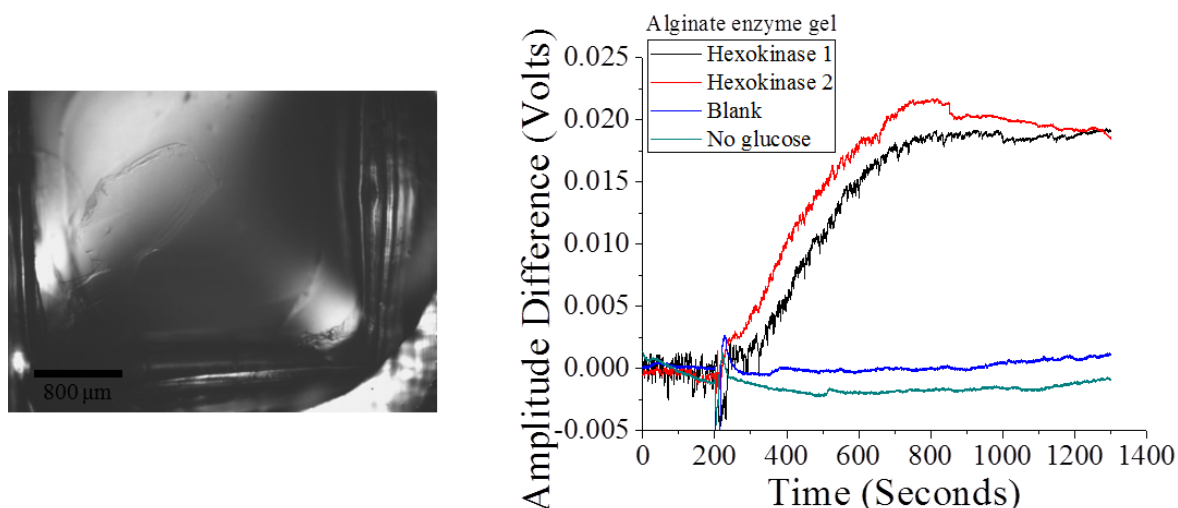 800 µm
Alginate enzyme gel
Hexokinase 1
Hexokinase 2
Blank
No glucose
Amplitude Difference (Volts)
0.025
0.020
0.015
0.010
0.005
0.000
-0.005
0 200 400 600 800 1000 1200 1400
Time (Seconds)